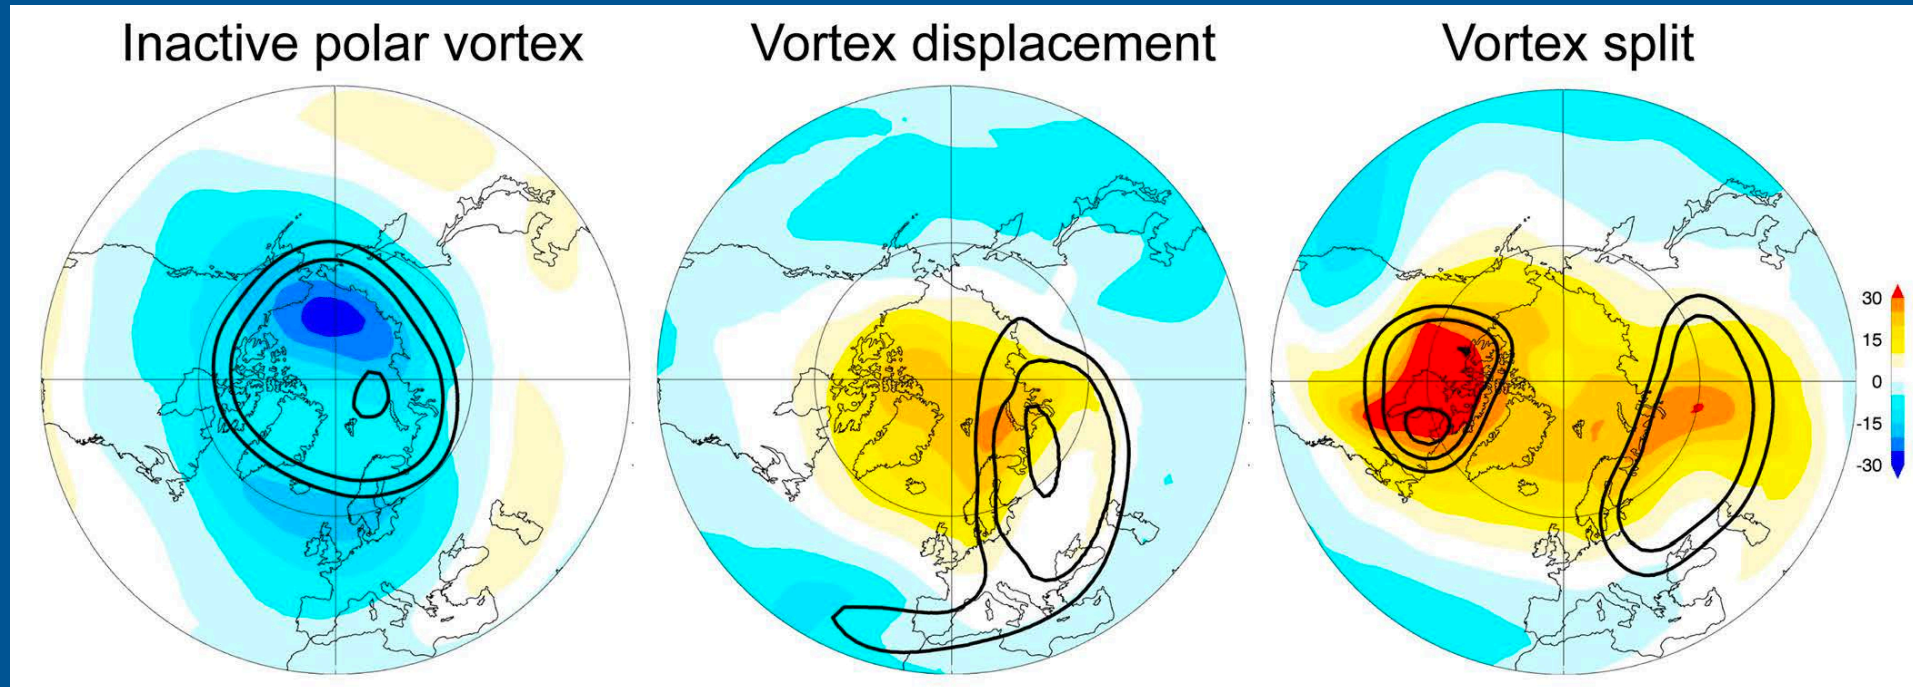 Inactive polar vortex
Vortex displacement
Vortex split
30
15
0
-15
-30